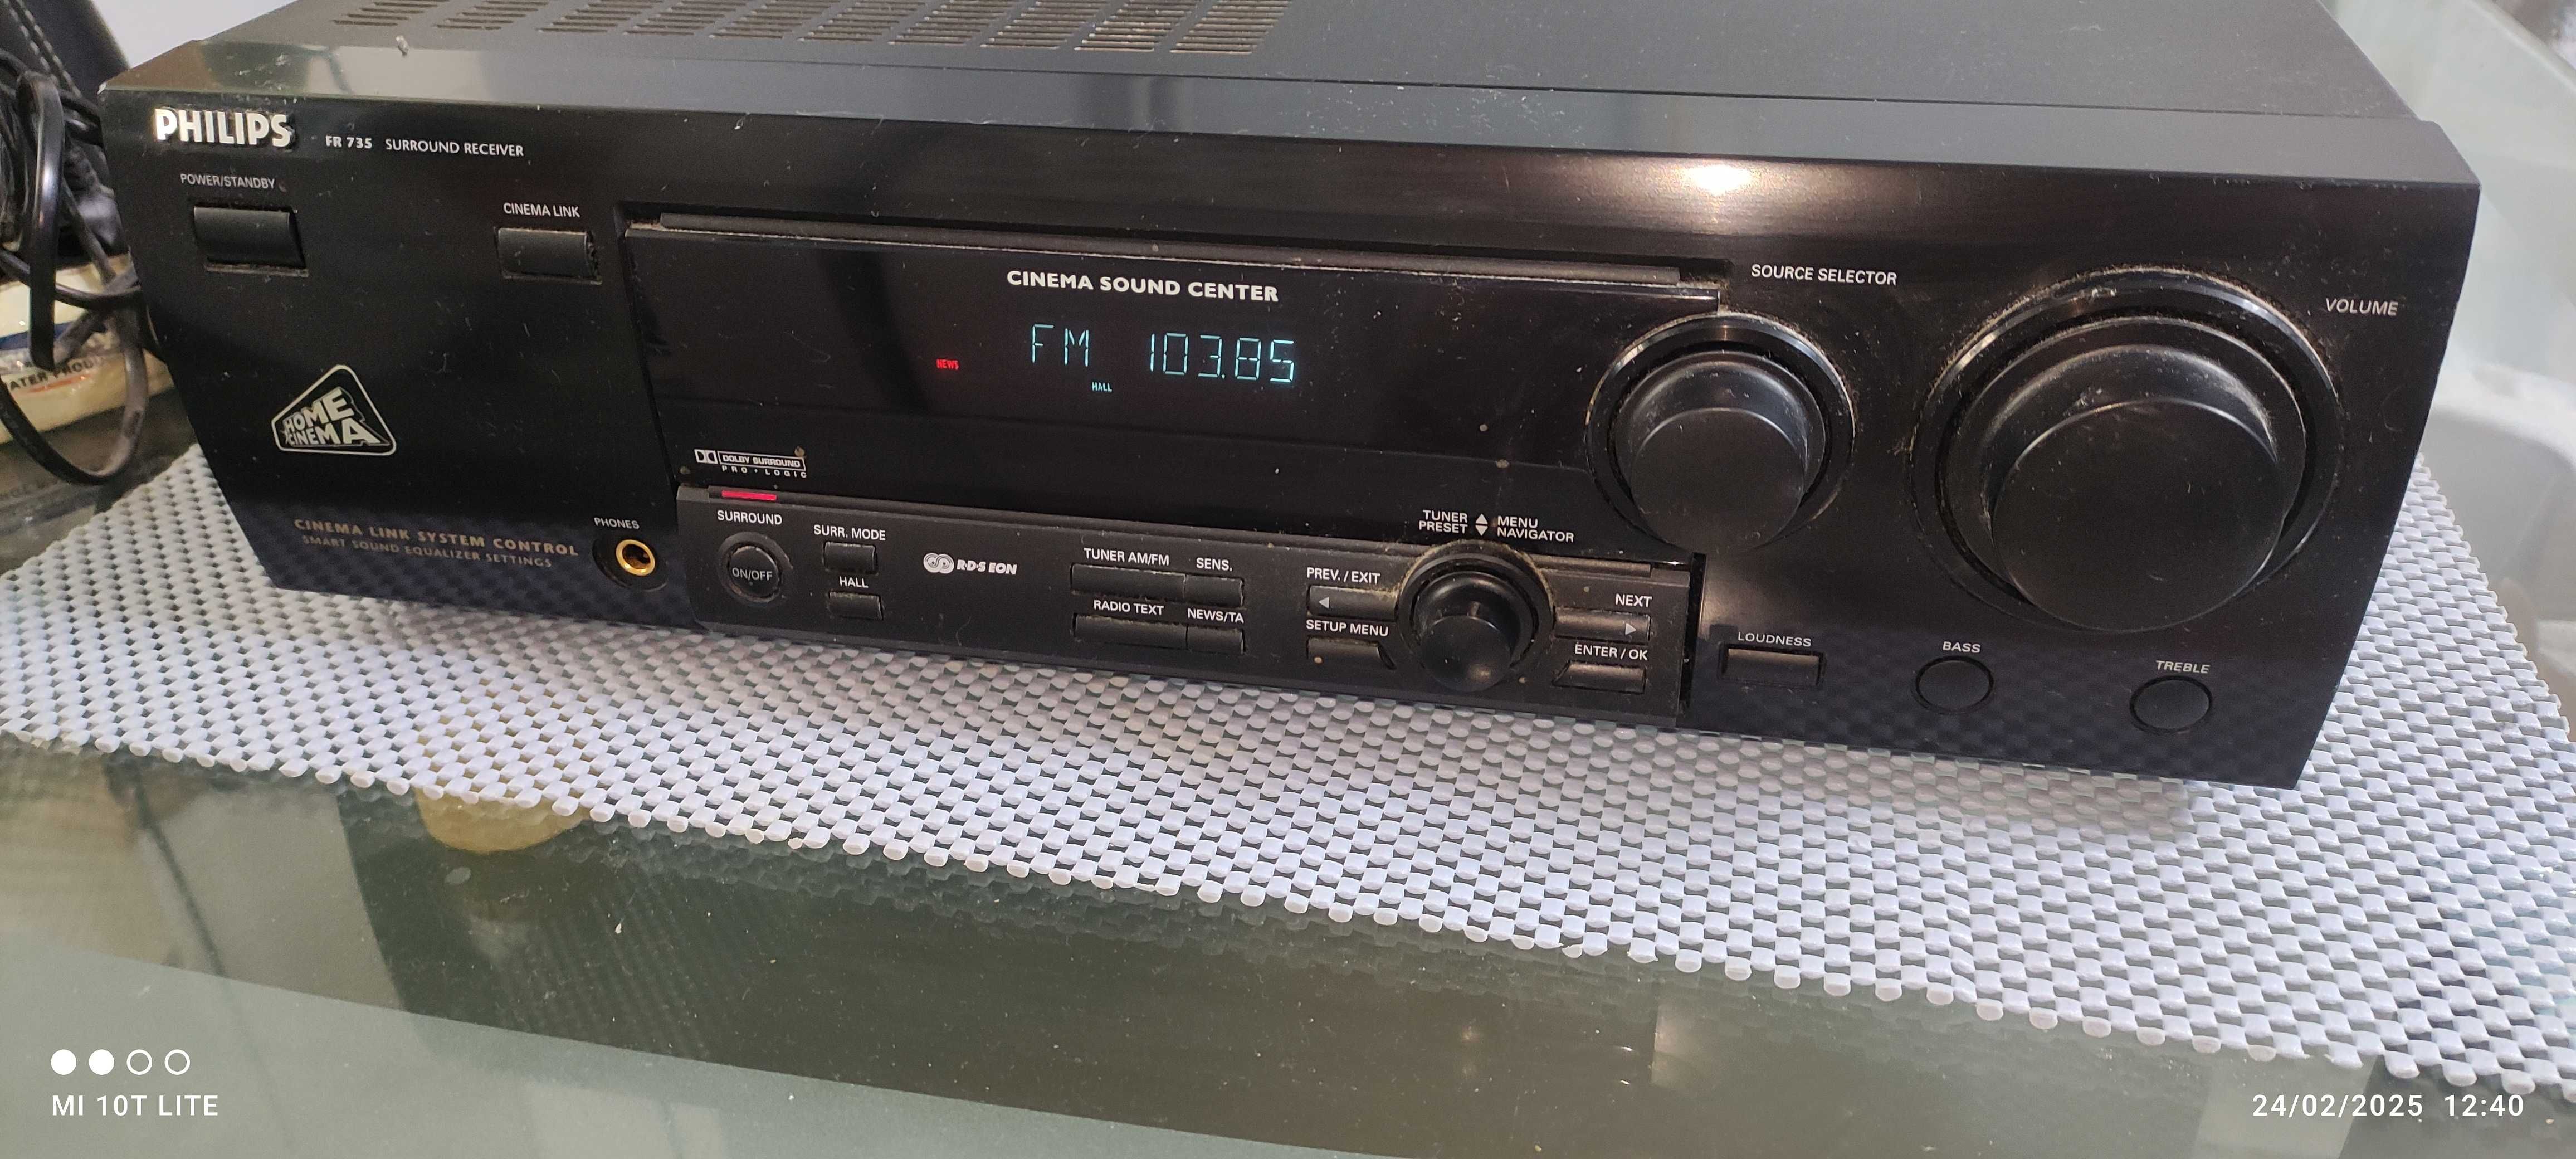 PHILIPS FR 735 SURROUND RECEIVER
POWER/STANDBY
CINEMA LINK
CINEMA SOUND CENTER
SOURCE SELECTOR
VOLUME
FM 103.85
NEWS
HALL
HOME
CINEMA
DOLBY SURROUND
PRO · LOGIC
CINEMA LINK SYSTEM CONTROL
SMART SOUND EQUALIZER SETTINGS
PHONES
SURROUND
ON/OFF
SURR. MODE
HALL
R·D·S EON
TUNER AM/FM
SENS.
RADIO TEXT
NEWS/TA
TUNER
PRESET
MENU
NAVIGATOR
PREV. / EXIT
SETUP MENU
NEXT
ENTER / OK
LOUDNESS
BASS
TREBLE
MI 10T LITE
24/02/2025 12:40